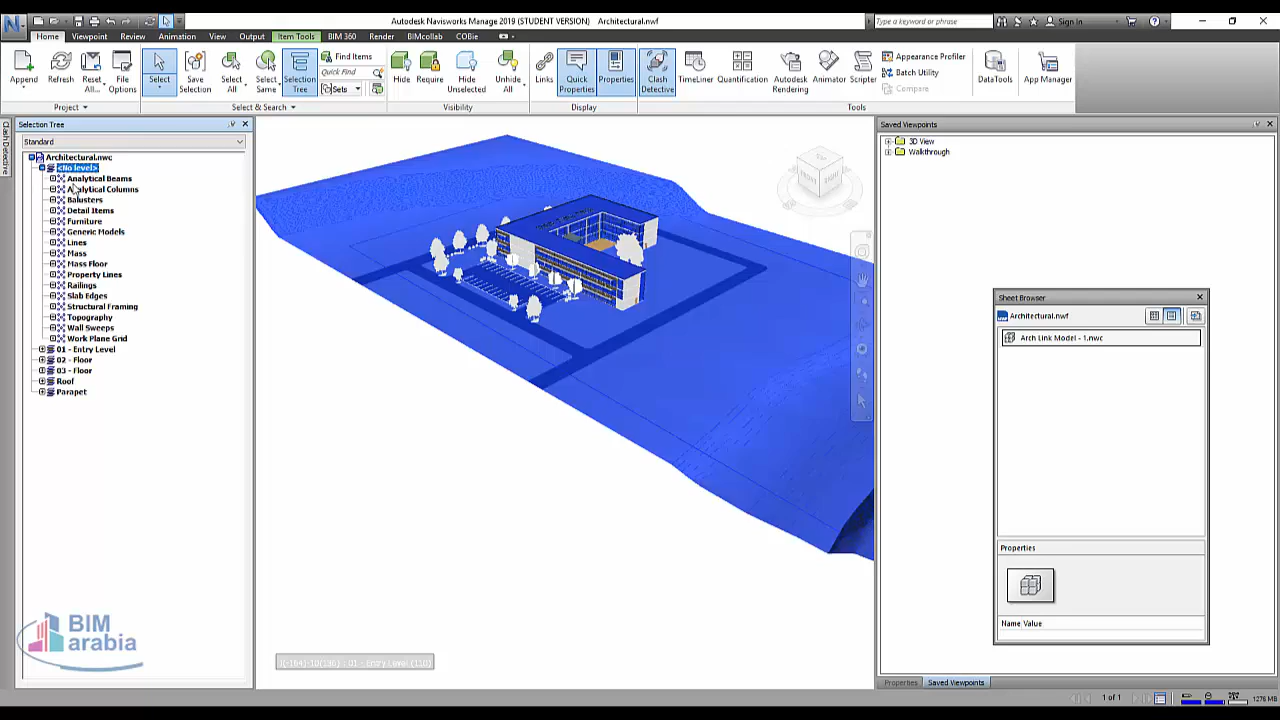 Autodesk Navisworks Manage 2019 (STUDENT VERSION) Architectural.nwf
Type a keyword or phrase
Sign In
Home Viewpoint Review Animation View Output Item Tools BIM 360 Render BIMcollab COBie
Append
Refresh
Reset All...
File Options
Select
Save Selection
Select All
Select Same
Selection Tree
Find Items
Quick Find
Sets
Hide
Require
Hide Unselected
Unhide All
Links
Quick Properties
Properties
Clash Detective
TimeLiner
Quantification
Autodesk Rendering
Animator
Scripter
Appearance Profiler
Batch Utility
Compare
DataTools
App Manager
Project
Select & Search
Visibility
Display
Tools
Clash Detective
Selection Tree
Standard
Architectural.nwc
<No level>
Analytical Beams
Analytical Columns
Balusters
Detail Items
Furniture
Generic Models
Lines
Mass
Mass Floor
Property Lines
Railings
Slab Edges
Structural Framing
Topography
Wall Sweeps
Work Plane Grid
01 - Entry Level
02 - Floor
03 - Floor
Roof
Parapet
BIM
arabia
Saved Viewpoints
3D View
Walkthrough
Sheet Browser
Architectural.nwf
Arch Link Model - 1.nwc
Properties
Name Value
Properties Saved Viewpoints
1 of 1
1276 MB